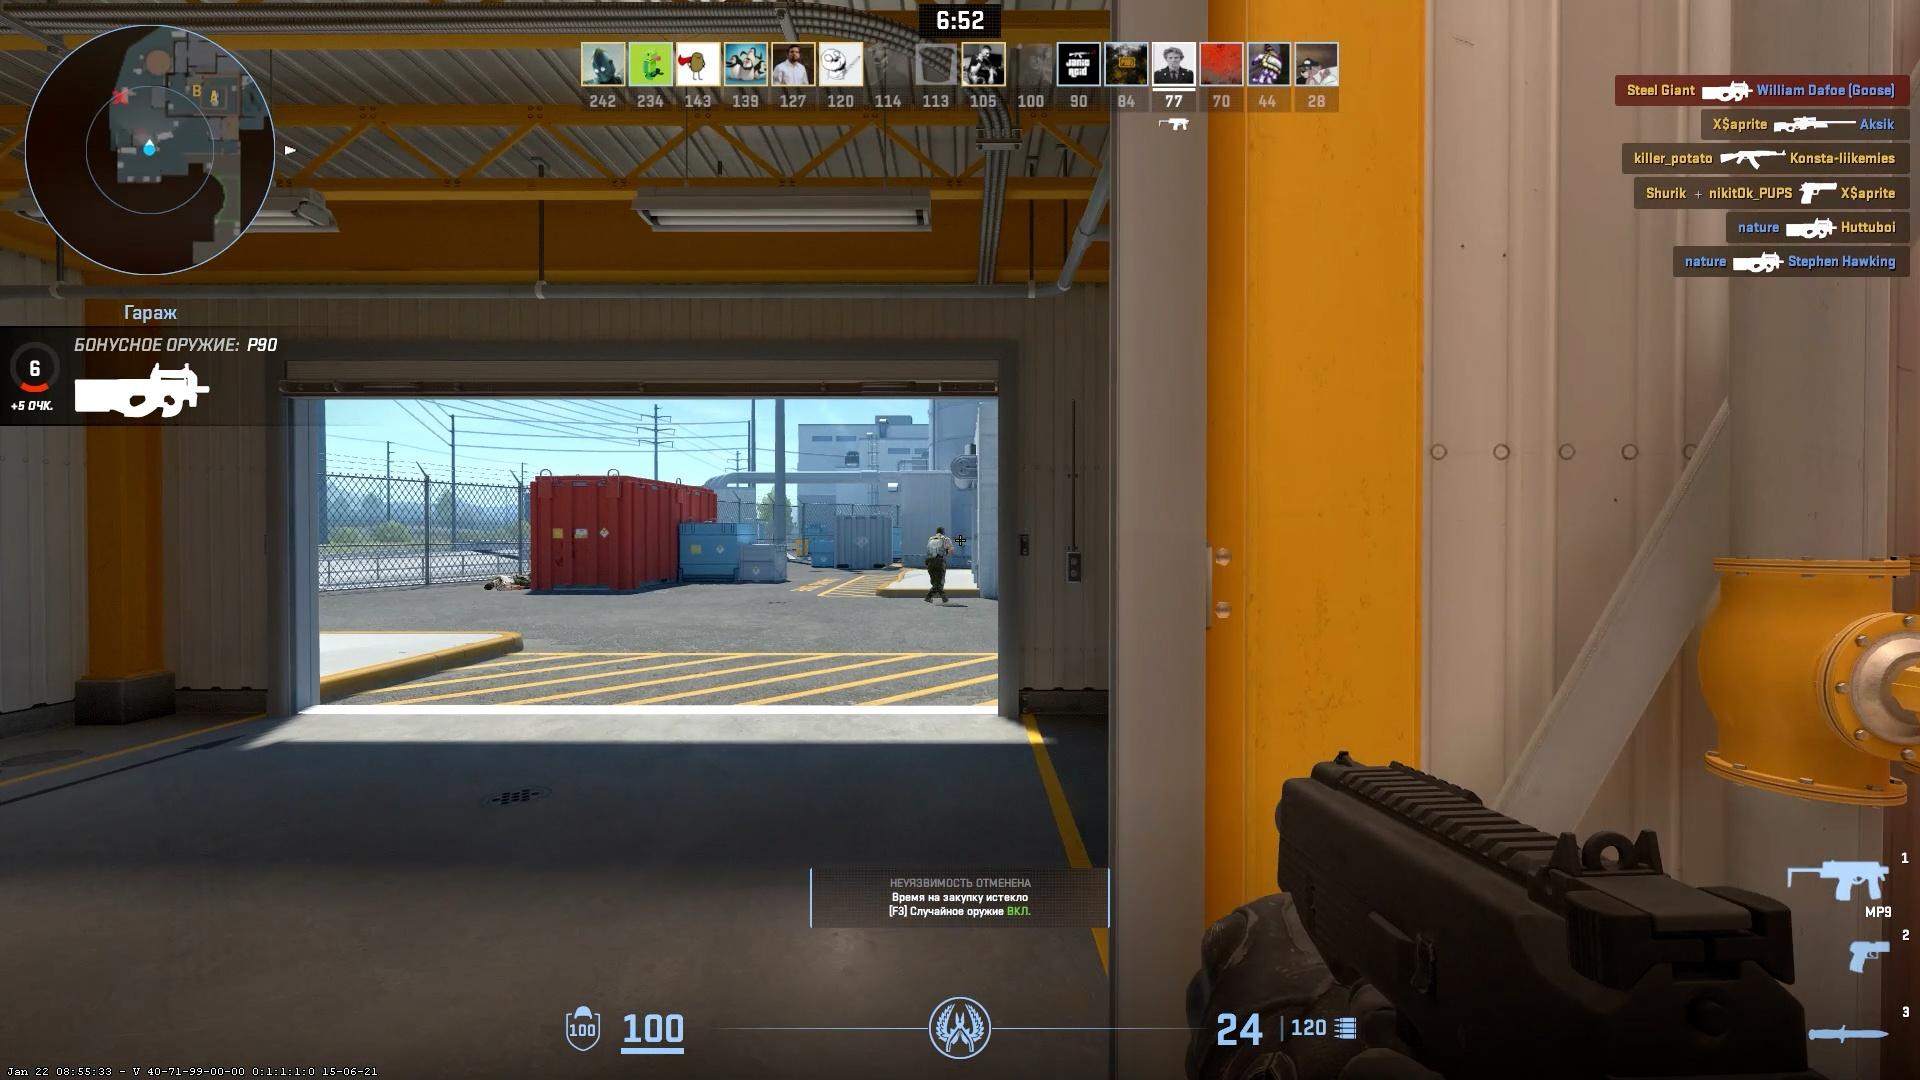 6:52
242 234 143 139 127 120 114 113 105 100 90 84 77 70 44 28
JANIC ACID
B A
Steel Giant William Dafoe (Goose)
X$aprite Aksik
killer_potato Konsta-liikemies
Shurik + nikitOk_PUPS X$aprite
nature Huttuboi
nature Stephen Hawking
Гараж
БОНУСНОЕ ОРУЖИЕ: P90
6
+5 ОЧК.
НЕУЯЗВИМОСТЬ ОТМЕНЕНА
Время на закупку истекло
[F3] Случайное оружие ВКЛ.
1
MP9
2
3
100 100
24 120
Jan 22 08:55:33 - V 40-71-99-00-00 0:1:1:1:0 15-06-21